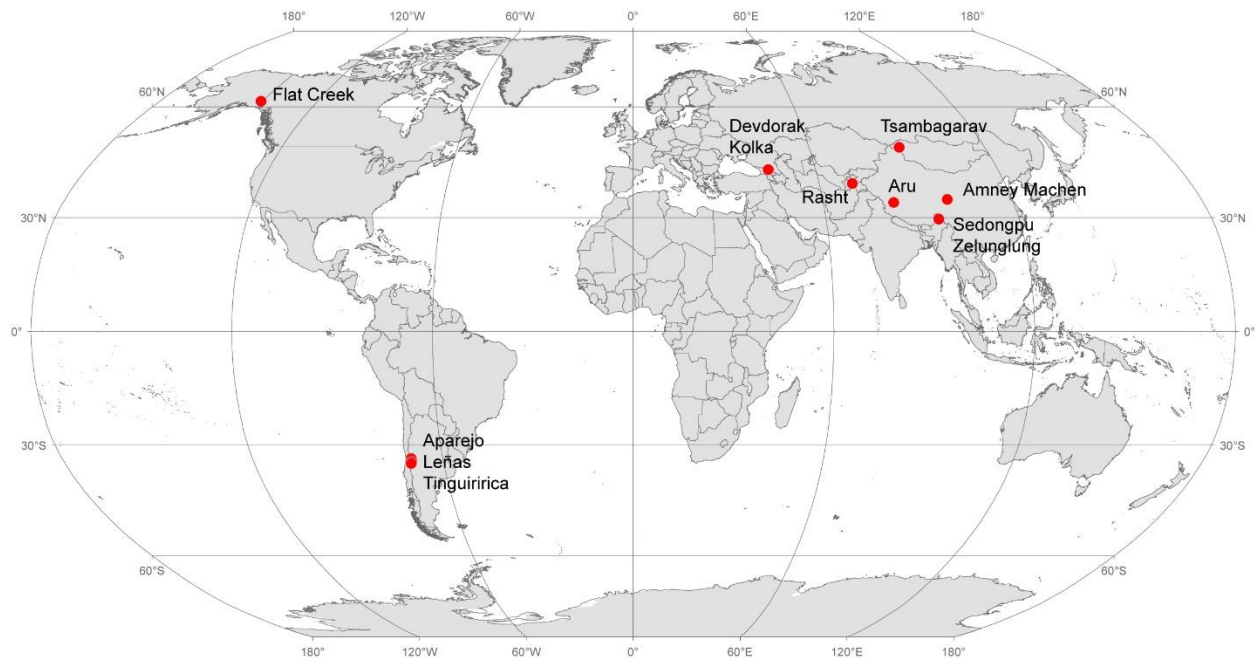 180° 120°W 60°W 0° 60°E 120°E 180°
60°N 60°N
Flat Creek
Devdorak
Kolka
Tsambagarav
Rasht
Aru
Amney Machen
30°N 30°N
Sedongpu
Zelunglung
0° 0°
30°S 30°S
Aparejo
Leñas
Tinguiririca
60°S 60°S
180° 120°W 60°W 0° 60°E 120°E 180°